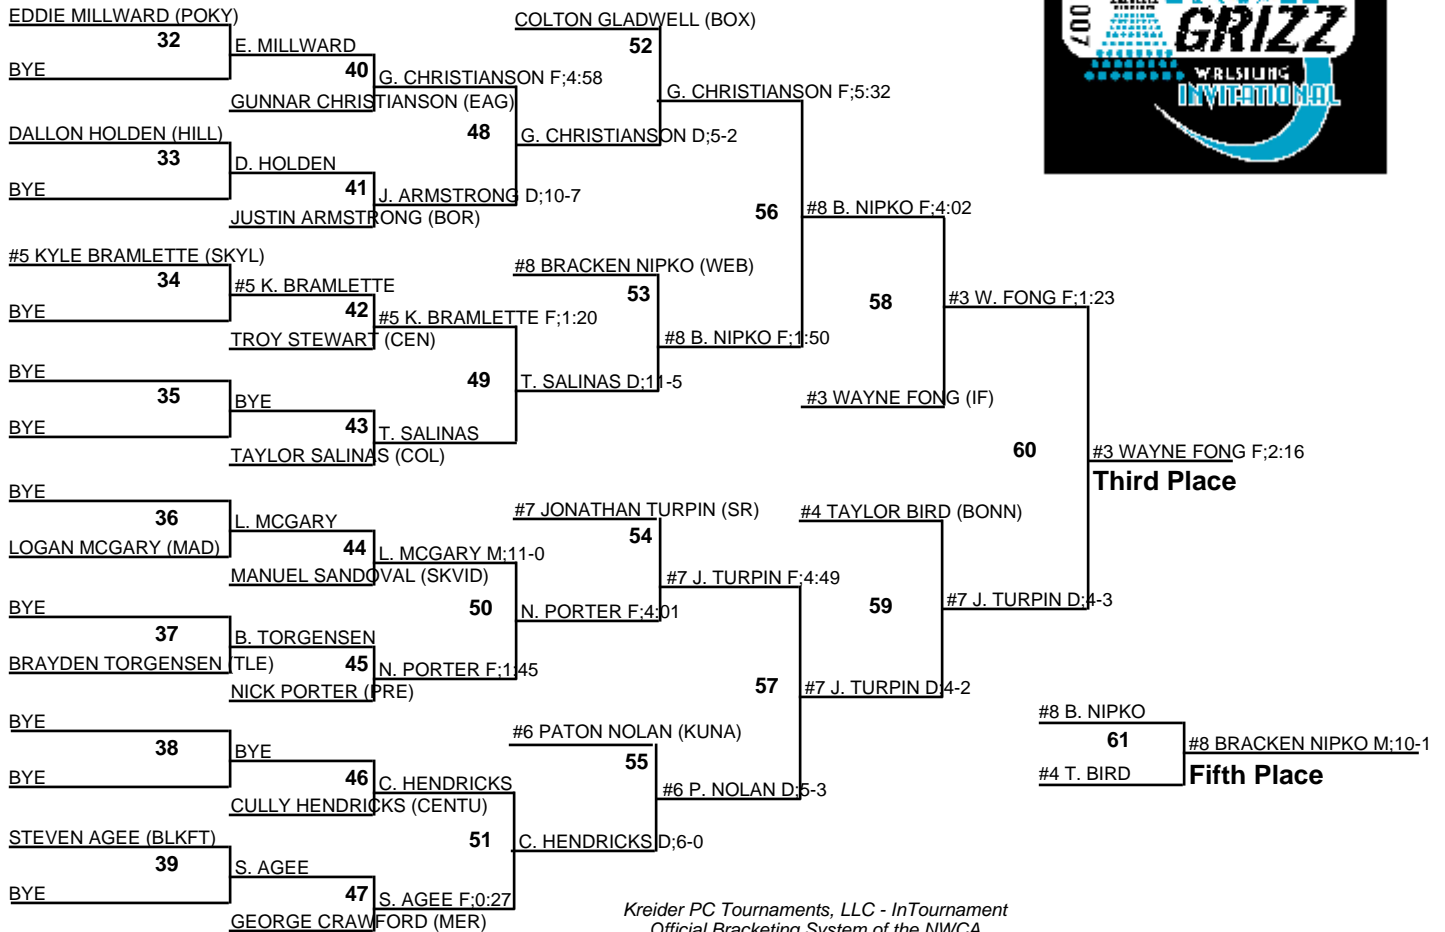 EDDIE MILLWARD (POKY)
32
BYE
E. MILLWARD
40
GUNNAR CHRISTIANSON (EAG)
G. CHRISTIANSON F;4:58
DALLON HOLDEN (HILL)
33
BYE
D. HOLDEN
41
JUSTIN ARMSTRONG (BOR)
J. ARMSTRONG D;10-7
48
G. CHRISTIANSON D;5-2
COLTON GLADWELL (BOX)
52
G. CHRISTIANSON F;5:32
#5 KYLE BRAMLETTE (SKYL)
34
BYE
#5 K. BRAMLETTE
42
TROY STEWART (CEN)
#5 K. BRAMLETTE F;1:20
BYE
35
BYE
BYE
43
TAYLOR SALINAS (COL)
T. SALINAS
49
T. SALINAS D;11-5
#8 BRACKEN NIPKO (WEB)
53
#8 B. NIPKO F;1:50
56
#8 B. NIPKO F;4:02
58
#3 WAYNE FONG (IF)
#3 W. FONG F;1:23
BYE
36
LOGAN MCGARY (MAD)
L. MCGARY
44
MANUEL SANDOVAL (SKVID)
L. MCGARY M;11-0
BYE
37
BRAYDEN TORGENSEN (TLE)
B. TORGENSEN
45
NICK PORTER (PRE)
N. PORTER F;1:45
50
N. PORTER F;4:01
#7 JONATHAN TURPIN (SR)
54
#7 J. TURPIN F;4:49
BYE
38
BYE
BYE
46
CULLY HENDRICKS (CENTU)
C. HENDRICKS
STEVEN AGEE (BLKFT)
39
BYE
S. AGEE
47
GEORGE CRAWFORD (MER)
S. AGEE F;0:27
51
C. HENDRICKS D;6-0
#6 PATON NOLAN (KUNA)
55
#6 P. NOLAN D;5-3
57
#7 J. TURPIN D;4-2
#4 TAYLOR BIRD (BONN)
59
#7 J. TURPIN D;4-3
60
#3 WAYNE FONG F;2:16
Third Place
#8 B. NIPKO
61
#4 T. BIRD
#8 BRACKEN NIPKO M;10-1
Fifth Place
007
GRIZZ
WRESTLING
INVITATIONAL
Kreider PC Tournaments, LLC - InTournament
Official Bracketing System of the NWCA